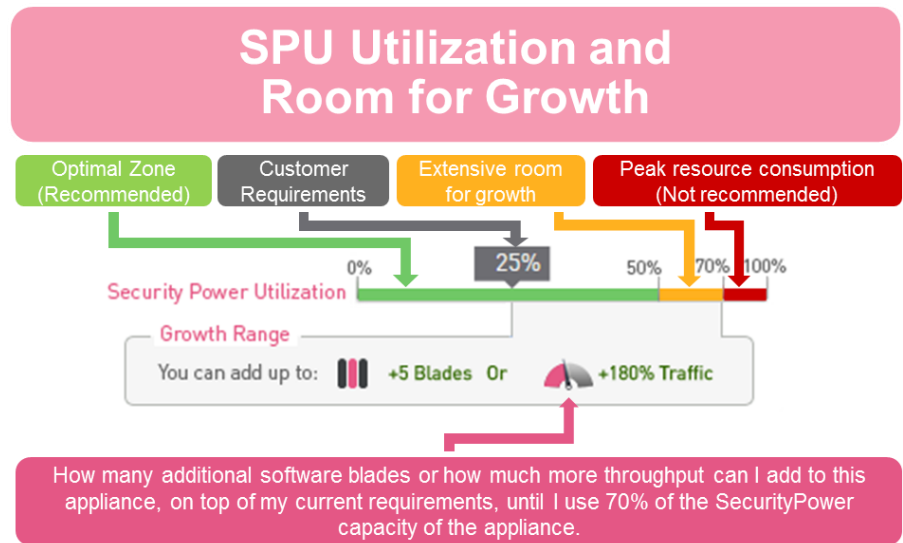 SPU Utilization and
Room for Growth
Optimal Zone
(Recommended)
Customer
Requirements
Extensive room
for growth
Peak resource consumption
(Not recommended)
0%
25%
50%
70%
100%
Security Power Utilization
Growth Range
You can add up to:
+5 Blades Or
+180% Traffic
How many additional software blades or how much more throughput can I add to this
appliance, on top of my current requirements, until I use 70% of the SecurityPower
capacity of the appliance.